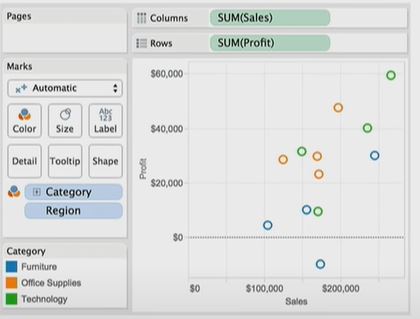 Pages
Columns
SUM(Sales)
Rows
SUM(Profit)
Marks
Automatic
Color
Size
Abc
123
Label
Detail
Tooltip
Shape
Category
Region
Category
Furniture
Office Supplies
Technology
$60,000
$40,000
$20,000
$0
Profit
$0
$100,000
$200,000
Sales